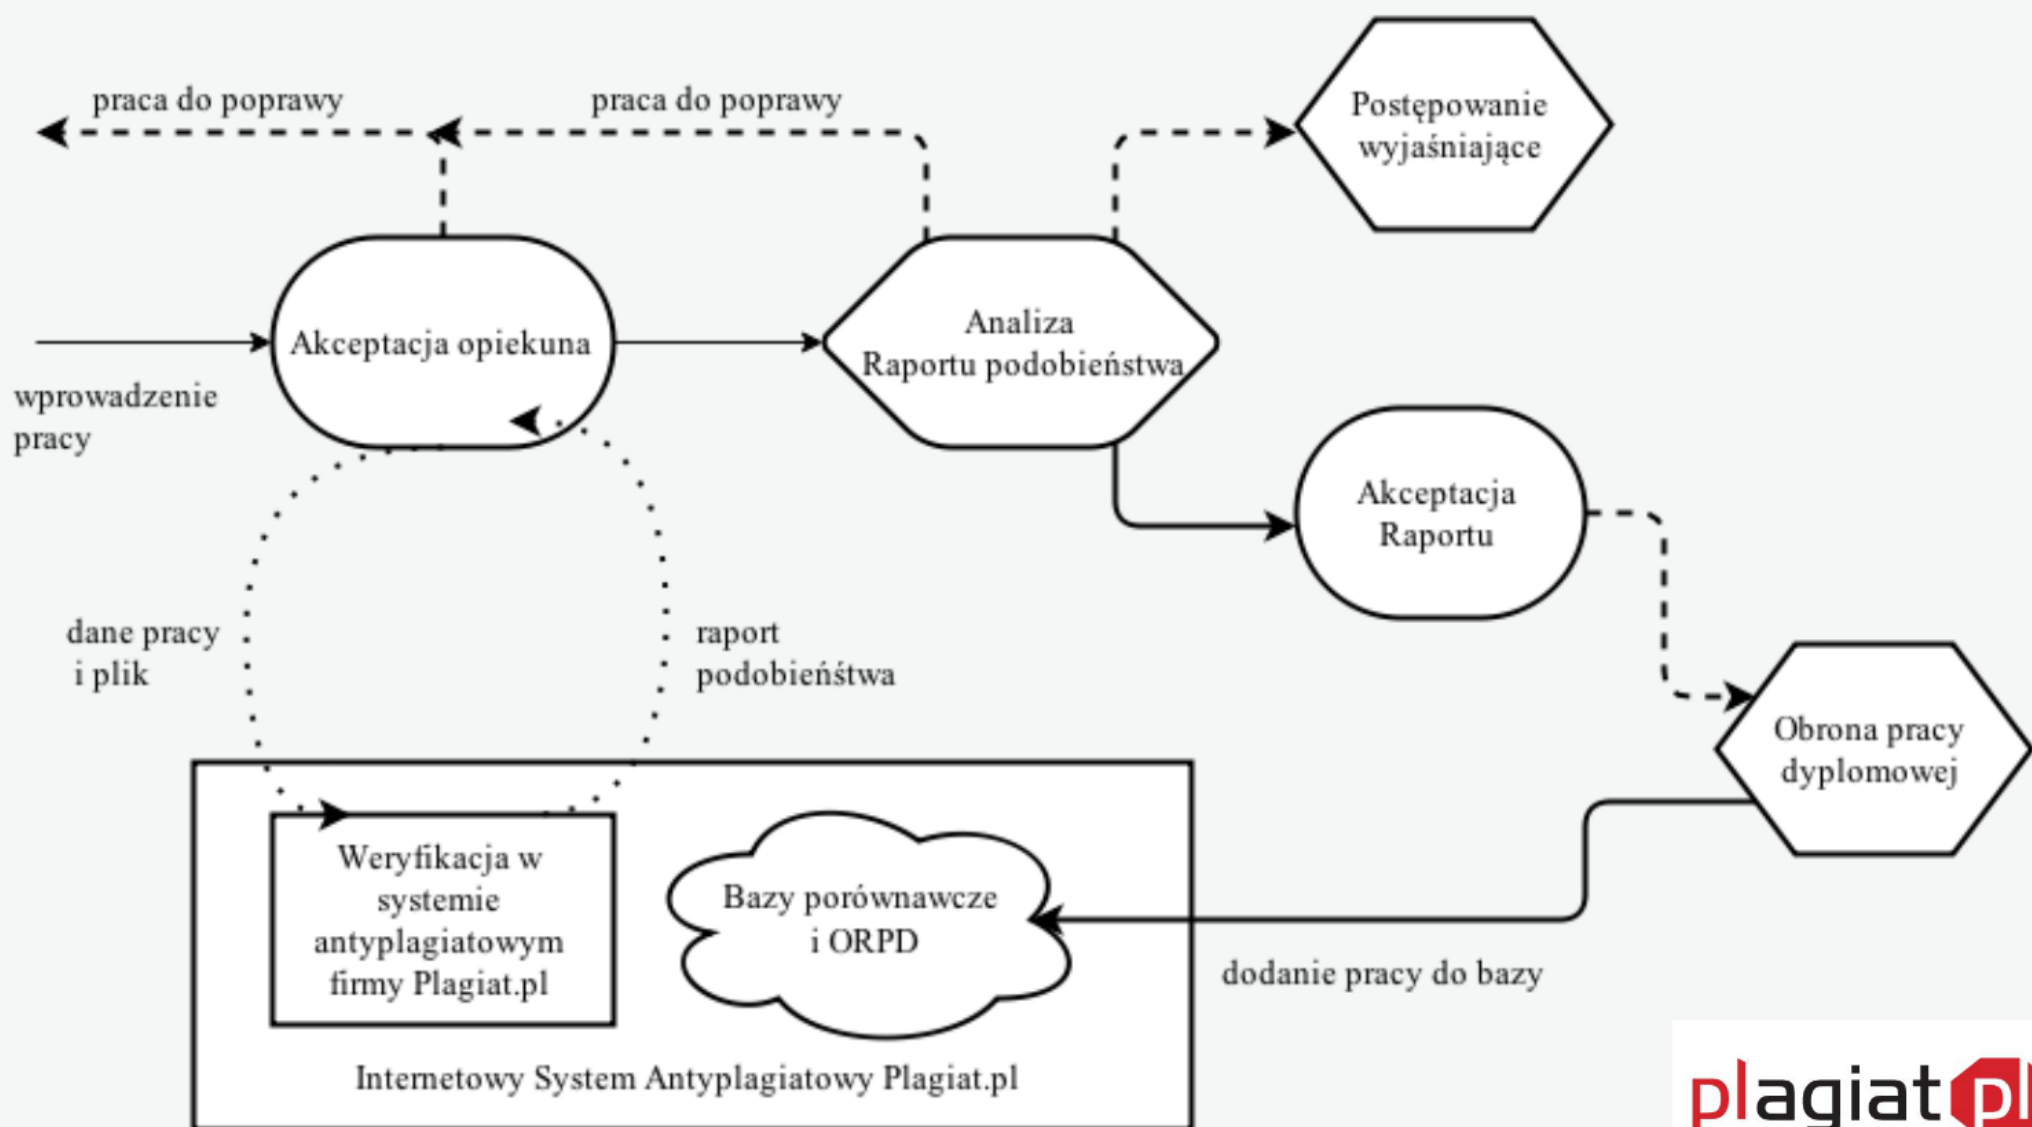 praca do poprawy
praca do poprawy
Postępowanie
wyjaśniające
wprowadzenie
pracy
Akceptacja opiekuna
Analiza
Raportu podobieństwa
Akceptacja
Raportu
dane pracy
i plik
raport
podobieńśtwa
Obrona pracy
dyplomowej
Weryfikacja w
systemie
antyplagiatowym
firmy Plagiat.pl
Bazy porównawcze
i ORPD
dodanie pracy do bazy
Internetowy System Antyplagiatowy Plagiat.pl
plagiat pl